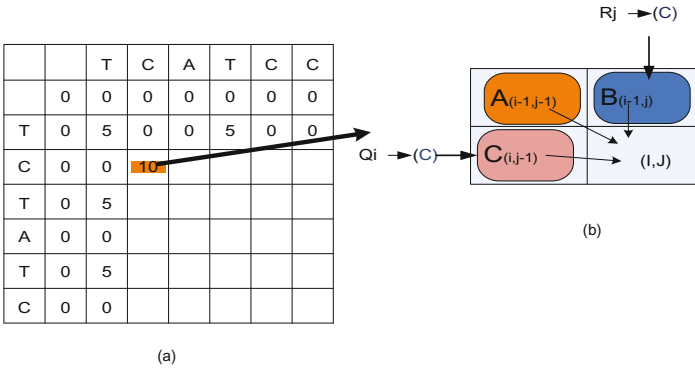 T C A T C C
0 0 0 0 0 0 0
T 0 5 0 0 5 0 0
C 0 0 10
T 0 5
A 0 0
T 0 5
C 0 0
(a)
Rj (C)
A(i-1,j-1) B(i-1,j)
Qi (C) C(i,j-1) (I,J)
(b)